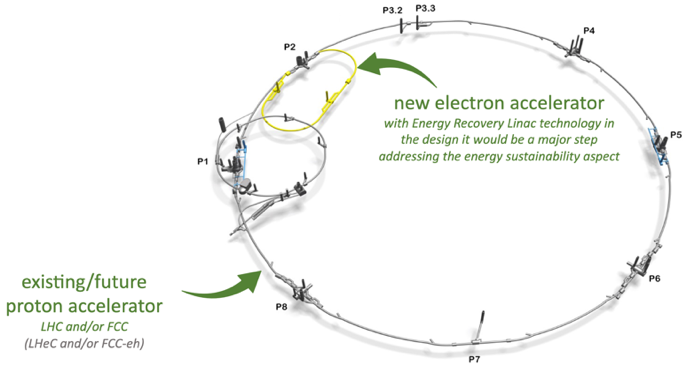 P3.2 P3.3
P4
P2
new electron accelerator
with Energy Recovery Linac technology in
the design it would be a major step
addressing the energy sustainability aspect
P5
P1
existing/future
proton accelerator
LHC and/or FCC
(LHeC and/or FCC-eh)
P6
P8
P7